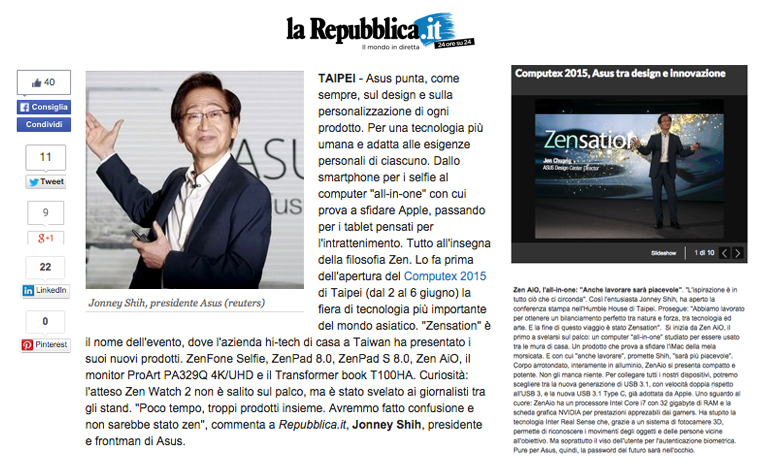 la Repubblica.it
Il mondo in diretta 24 ore su 24
40
Consiglia
Condividi
11
Tweet
9
+1
22
LinkedIn
0
Pinterest
ASU
us
Jonney Shih, presidente Asus (reuters)
TAIPEI - Asus punta, come
sempre, sul design e sulla
personalizzazione di ogni
prodotto. Per una tecnologia più
umana e adatta alle esigenze
personali di ciascuno. Dallo
smartphone per i selfie al
computer "all-in-one" con cui
prova a sfidare Apple, passando
per i tablet pensati per
l'intrattenimento. Tutto all'insegna
della filosofia Zen. Lo fa prima
dell'apertura del Computex 2015
di Taipei (dal 2 al 6 giugno) la
fiera di tecnologia più importante
del mondo asiatico. "Zensation" è
il nome dell'evento, dove l'azienda hi-tech di casa a Taiwan ha presentato i
suoi nuovi prodotti. ZenFone Selfie, ZenPad 8.0, ZenPad S 8.0, Zen AiO, il
monitor ProArt PA329Q 4K/UHD e il Transformer book T100HA. Curiosità:
l'atteso Zen Watch 2 non è salito sul palco, ma è stato svelato ai giornalisti tra
gli stand. "Poco tempo, troppi prodotti insieme. Avremmo fatto confusione e
non sarebbe stato zen", commenta a Repubblica.it, Jonney Shih, presidente
e frontman di Asus.
Computex 2015, Asus tra design e innovazione
Zensation
Jen Chuang
ASUS Design Center Director
Slideshow 1 di 10
Zen AiO, l'all-in-one: "Anche lavorare sarà piacevole". "L'ispirazione è in
tutto ciò che ci circonda". Così l'entusiasta Jonney Shih, ha aperto la
conferenza stampa nell'Humble House di Taipei. Prosegue: "Abbiamo lavorato
per ottenere un bilanciamento perfetto tra natura e forza, tra tecnologia ed
arte. E la fine di questo viaggio è stato Zensation". Si inizia da Zen AiO, il
primo a svelarsi sul palco: un computer "all-in-one" studiato per essere usato
tra le mura di casa. Un prodotto che prova a sfidare l'iMac della mela
morsicata. E con cui "anche lavorare", promette Shih, "sarà più piacevole".
Corpo arrotondato, interamente in alluminio, ZenAiO si presenta compatto e
potente. Non gli manca niente. Per collegare tutti i nostri dispositivi, potremo
scegliere tra la nuova generazione di USB 3.1, con velocità doppia rispetto
all'USB 3, e la nuova USB 3.1 Type C, già adottata da Apple. Uno sguardo al
cuore: ZenAiO ha un processore Intel Core i7 con 32 gigabyte di RAM e la
scheda grafica NVIDIA per prestazioni apprezzabili dai gamers. Ha stupito la
tecnologia Inter Real Sense che, grazie a un sistema di fotocamere 3D,
permette di riconoscere i movimenti degli oggetti e delle persone vicine
all'obiettivo. Ma soprattutto il viso dell'utente per l'autenticazione biometrica.
Pure per Asus, quindi, la password del futuro sarà nell'occhio.